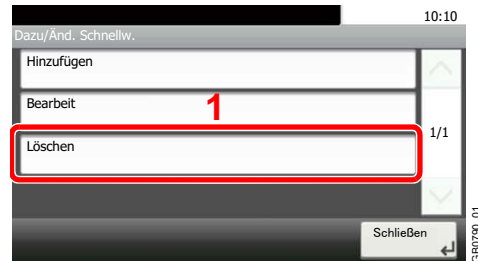 10:10
Dazu/Änd. Schnellw.
Hinzufügen
Bearbeit
1
1/1
Löschen
Schließen
GB0790_01